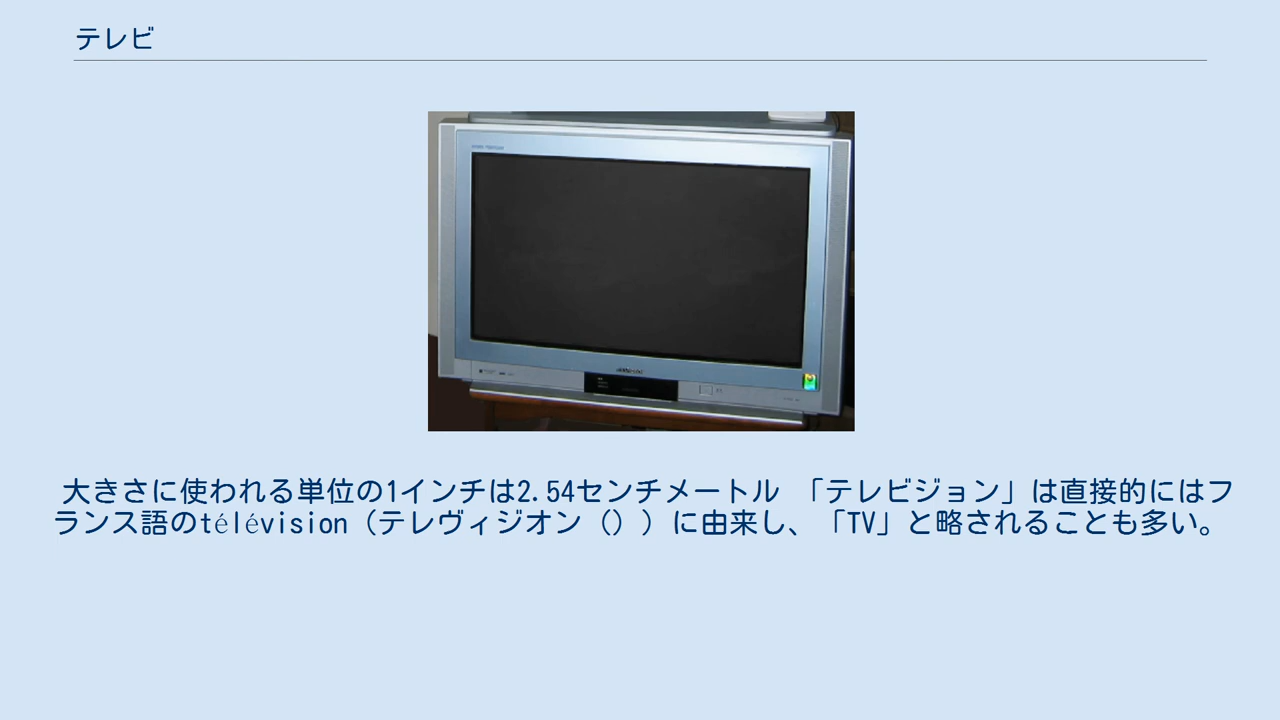 テレビ
大きさに使われる単位の1インチは2.54センチメートル 「テレビジョン」は直接的にはフ
ランス語のtélévision（テレヴィジオン（））に由来し、「TV」と略されることも多い。